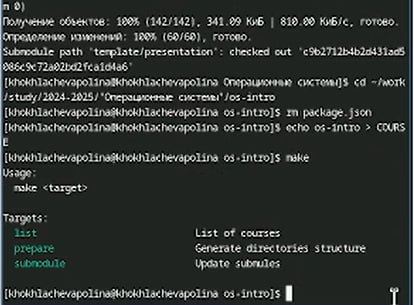 m 0)
Получение объектов: 100% (142/142), 341.09 КиБ | 810.00 КиБ/с, готово.
Определение изменений: 100% (60/60), готово.
Submodule path 'template/presentation': checked out 'c9b2712b4b2d431ad5
086c9c72a02bd2fca1d4a6'
[khokhlachevapolina@khokhlachevapolina Операционные системы]$ cd ~/work
/study/2024-2025/"Операционные системы"/os-intro
[khokhlachevapolina@khokhlachevapolina os-intro]$ rm package.json
[khokhlachevapolina@khokhlachevapolina os-intro]$ echo os-intro > COURS
E
[khokhlachevapolina@khokhlachevapolina os-intro]$ make
Usage:
make <target>
Targets:
list List of courses
prepare Generate directories structure
submodule Update submules
[khokhlachevapolina@khokhlachevapolina os-intro]$